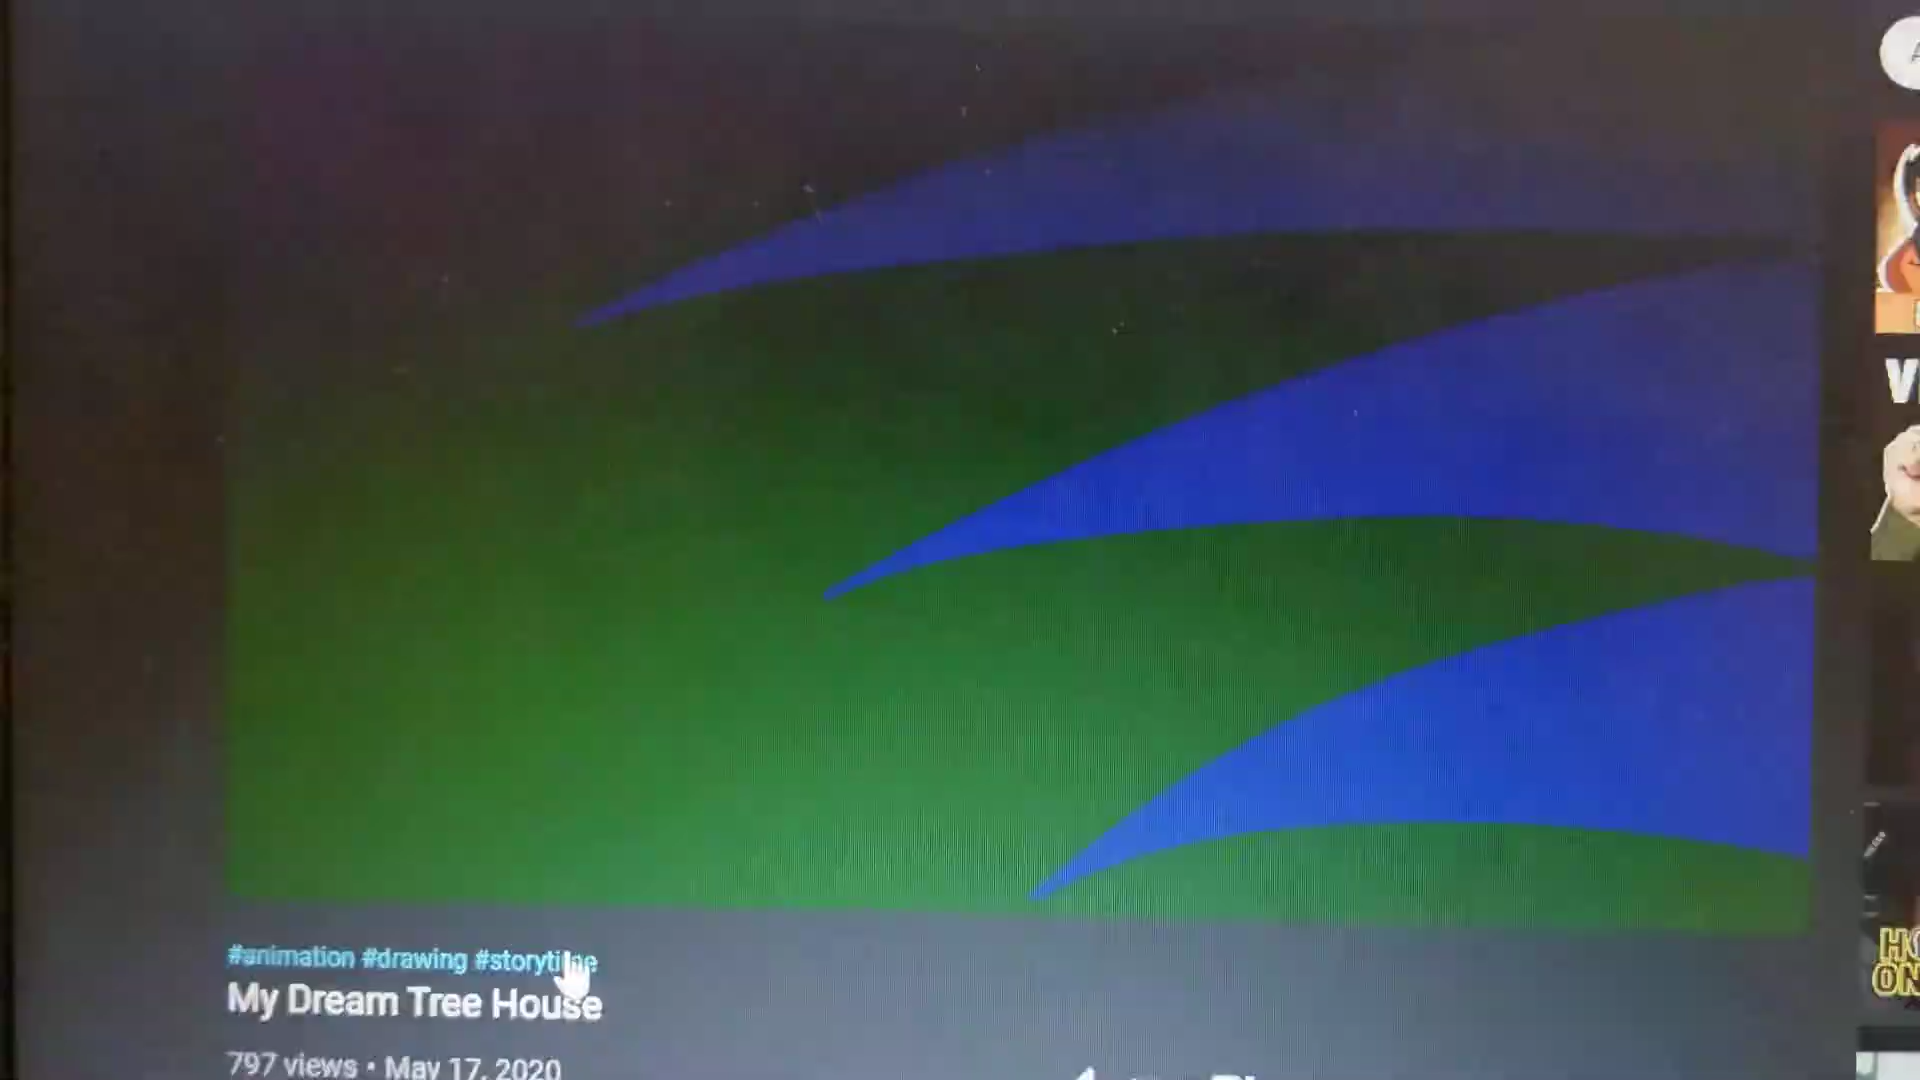 #animation #drawing #storytime
My Dream Tree House
797 views • May 17, 2020